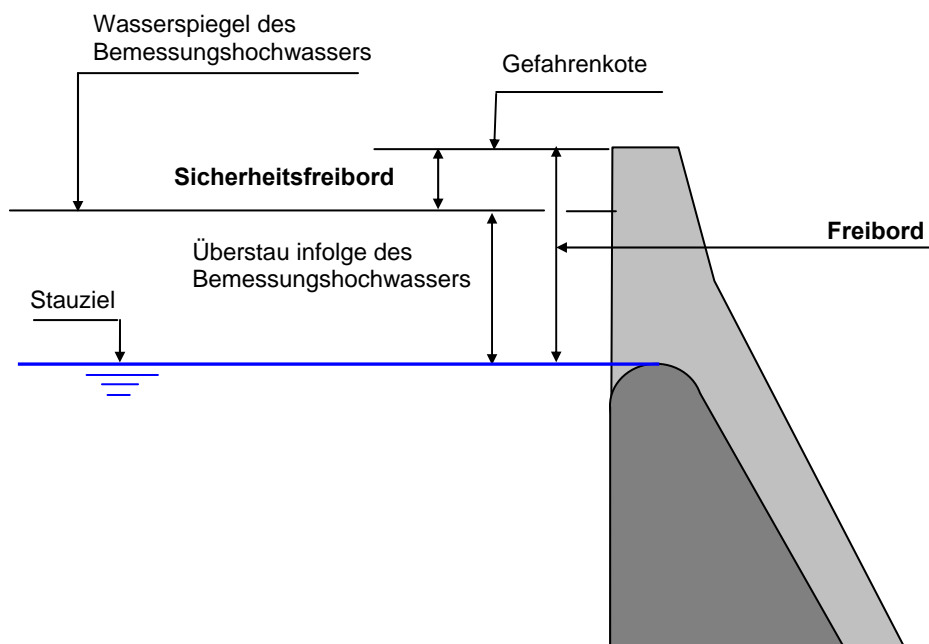 Wasserspiegel des
Bemessungshochwassers
Gefahrenkote
Sicherheitsfreibord
Freibord
Überstau infolge des
Bemessungshochwassers
Stauziel